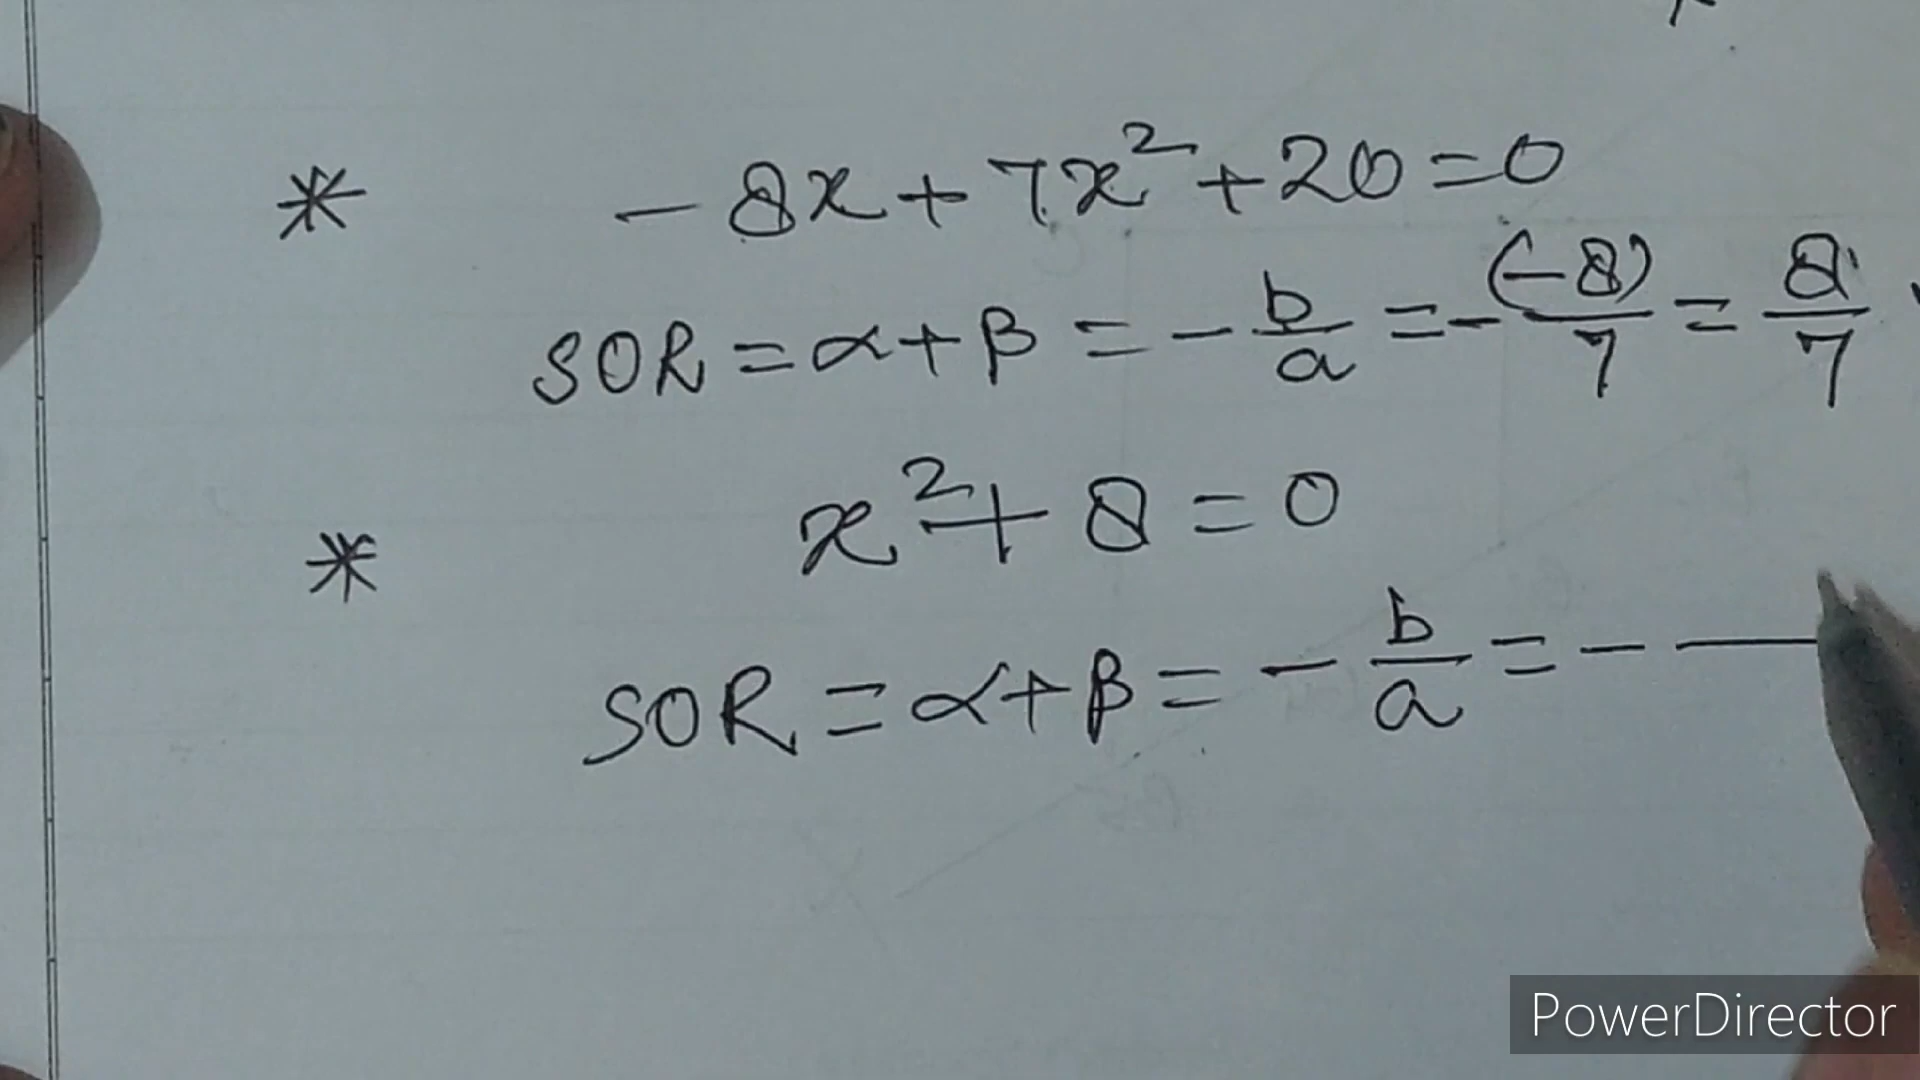 * -8x + 7x² + 20 = 0
SOR = α + β = - b/a = - (-8)/7 = 8/7
* x² + 8 = 0
SOR = α + β = - b/a = -
PowerDirector